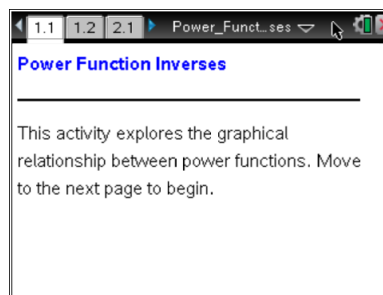 1.1 1.2 2.1 Power_Funct…ses
Power Function Inverses
This activity explores the graphical
relationship between power functions. Move
to the next page to begin.